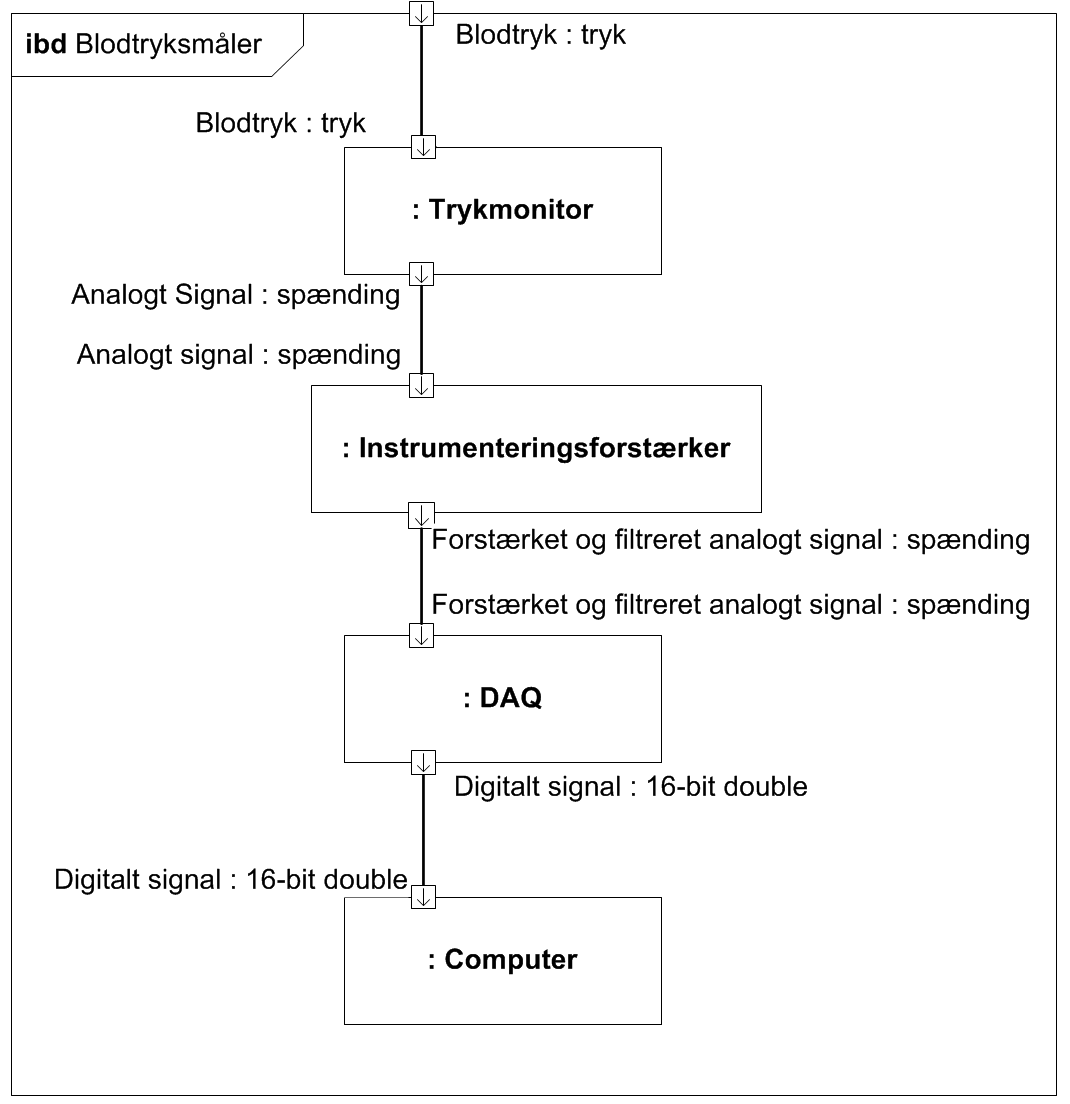 ibd Blodtryksmåler
Blodtryk : tryk
Blodtryk : tryk
: Trykmonitor
Analogt Signal : spænding
Analogt signal : spænding
: Instrumenteringsforstærker
Forstærket og filtreret analogt signal : spænding
Forstærket og filtreret analogt signal : spænding
: DAQ
Digitalt signal : 16-bit double
Digitalt signal : 16-bit double
: Computer